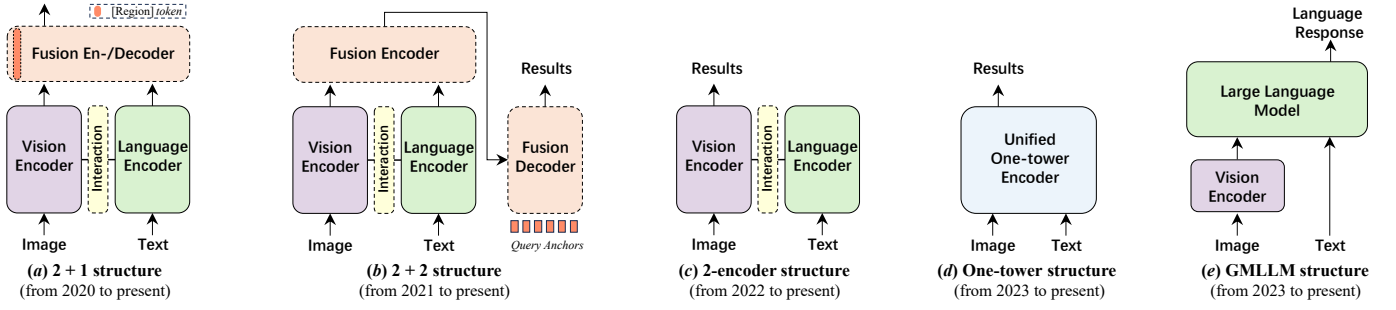 [Region] token
Fusion En-/Decoder
Vision
Encoder
Interaction
Language
Encoder
Image
Text
(a) 2 + 1 structure
(from 2020 to present)
Fusion Encoder
Vision
Encoder
Interaction
Language
Encoder
Results
Fusion
Decoder
Query Anchors
Image
Text
(b) 2 + 2 structure
(from 2021 to present)
Results
Vision
Encoder
Interaction
Language
Encoder
Image
Text
(c) 2-encoder structure
(from 2022 to present)
Results
Unified
One-tower
Encoder
Image
Text
(d) One-tower structure
(from 2023 to present)
Language
Response
Large Language
Model
Vision
Encoder
Image
Text
(e) GMLLM structure
(from 2023 to present)